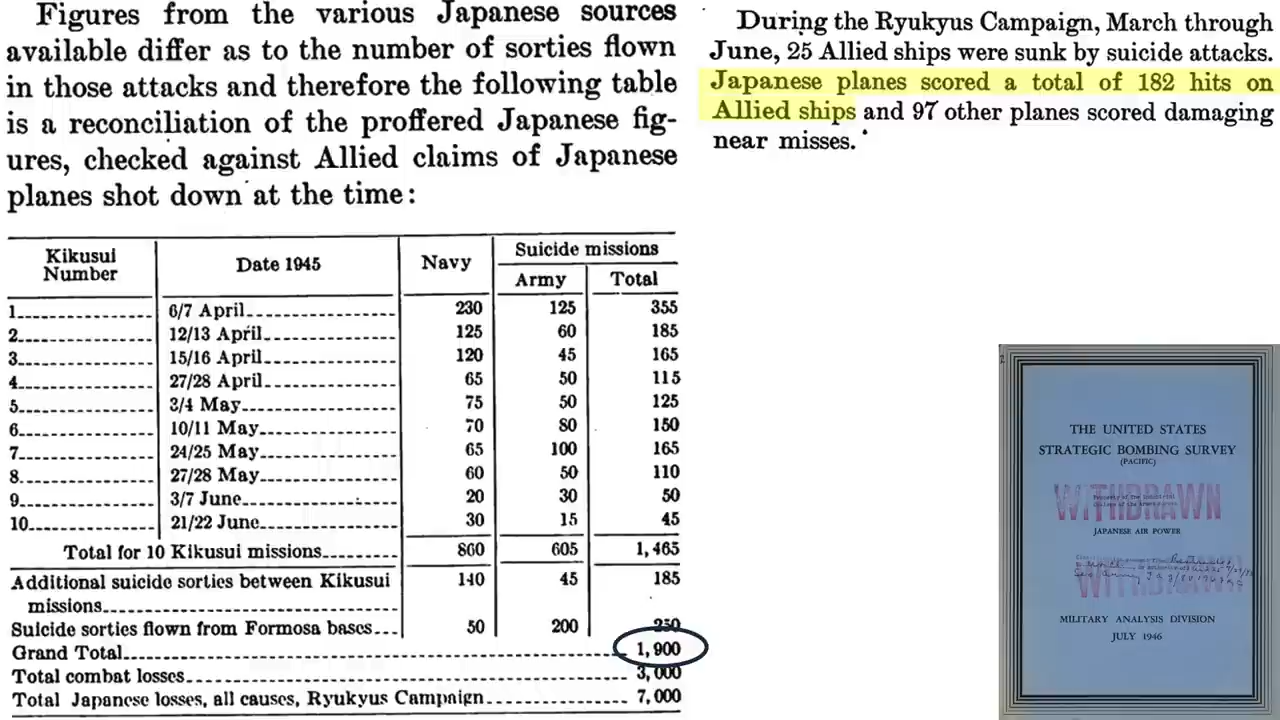 Figures from the various Japanese sources
available differ as to the number of sorties flown
in those attacks and therefore the following table
is a reconciliation of the proffered Japanese fig-
ures, checked against Allied claims of Japanese
planes shot down at the time:
Kikusui Number Date 1945 Navy Suicide missions
Army Total
1 6/7 April 230 125 355
2 12/13 April 125 60 185
3 15/16 April 120 45 165
4 27/28 April 65 50 115
5 3/4 May 75 50 125
6 10/11 May 70 80 150
7 24/25 May 65 100 165
8 27/28 May 60 50 110
9 3/7 June 20 30 50
10 21/22 June 30 15 45
Total for 10 Kikusui missions 860 605 1,465
Additional suicide sorties between Kikusui 140 45 185
missions
Suicide sorties flown from Formosa bases 50 200 250
Grand Total 1,900
Total combat losses 3,000
Total Japanese losses, all causes, Ryukyus Campaign 7,000
During the Ryukyus Campaign, March through
June, 25 Allied ships were sunk by suicide attacks.
Japanese planes scored a total of 182 hits on
Allied ships and 97 other planes scored damaging
near misses.
THE UNITED STATES
STRATEGIC BOMBING SURVEY
(PACIFIC)
WITHDRAWN
Property of the Industrial
College of the Armed Forces
JAPANESE AIR POWER
WITHDRAWN
MILITARY ANALYSIS DIVISION
JULY 1946